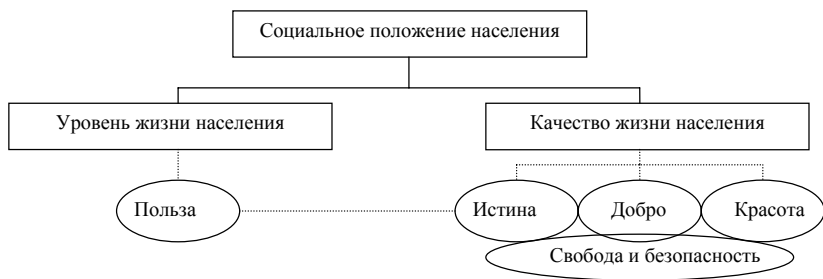 Социальное положение населения
Уровень жизни населения
Качество жизни населения
Польза
Истина
Добро
Красота
Свобода и безопасность